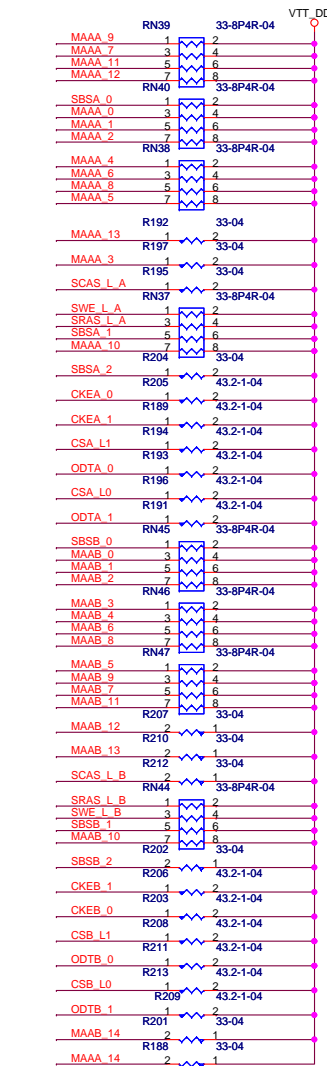 VTT_DD
RN39 33-8P4R-04
MAAA_9 1 2
MAAA_7 3 4
MAAA_11 5 6
MAAA_12 7 8
RN40 33-8P4R-04
SBSA_0 1 2
MAAA_0 3 4
MAAA_1 5 6
MAAA_2 7 8
RN38 33-8P4R-04
MAAA_4 1 2
MAAA_6 3 4
MAAA_8 5 6
MAAA_5 7 8
R192 33-04
MAAA_13 1 2
R197 33-04
MAAA_3 1 2
R195 33-04
SCAS_L_A 1 2
RN37 33-8P4R-04
SWE_L_A 1 2
SRAS_L_A 3 4
SBSA_1 5 6
MAAA_10 7 8
R204 33-04
SBSA_2 1 2
R205 43.2-1-04
CKEA_0 1 2
R189 43.2-1-04
CKEA_1 1 2
R194 43.2-1-04
CSA_L1 1 2
R193 43.2-1-04
ODTA_0 1 2
R196 43.2-1-04
CSA_L0 1 2
R191 43.2-1-04
ODTA_1 1 2
RN45 33-8P4R-04
SBSB_0 1 2
MAAB_0 3 4
MAAB_1 5 6
MAAB_2 7 8
RN46 33-8P4R-04
MAAB_3 1 2
MAAB_4 3 4
MAAB_6 5 6
MAAB_8 7 8
RN47 33-8P4R-04
MAAB_5 1 2
MAAB_9 3 4
MAAB_7 5 6
MAAB_11 7 8
R207 33-04
MAAB_12 2 1
R210 33-04
MAAB_13 2 1
R212 33-04
SCAS_L_B 2 1
RN44 33-8P4R-04
SRAS_L_B 1 2
SWE_L_B 3 4
SBSB_1 5 6
MAAB_10 7 8
R202 33-04
SBSB_2 2 1
R206 43.2-1-04
CKEB_1 1 2
R203 43.2-1-04
CKEB_0 1 2
R208 43.2-1-04
CSB_L1 1 2
R211 43.2-1-04
ODTB_0 1 2
R213 43.2-1-04
CSB_L0 1 2
R209 43.2-1-04
ODTB_1 1 2
R201 33-04
MAAB_14 2 1
R188 33-04
MAAA_14 2 1